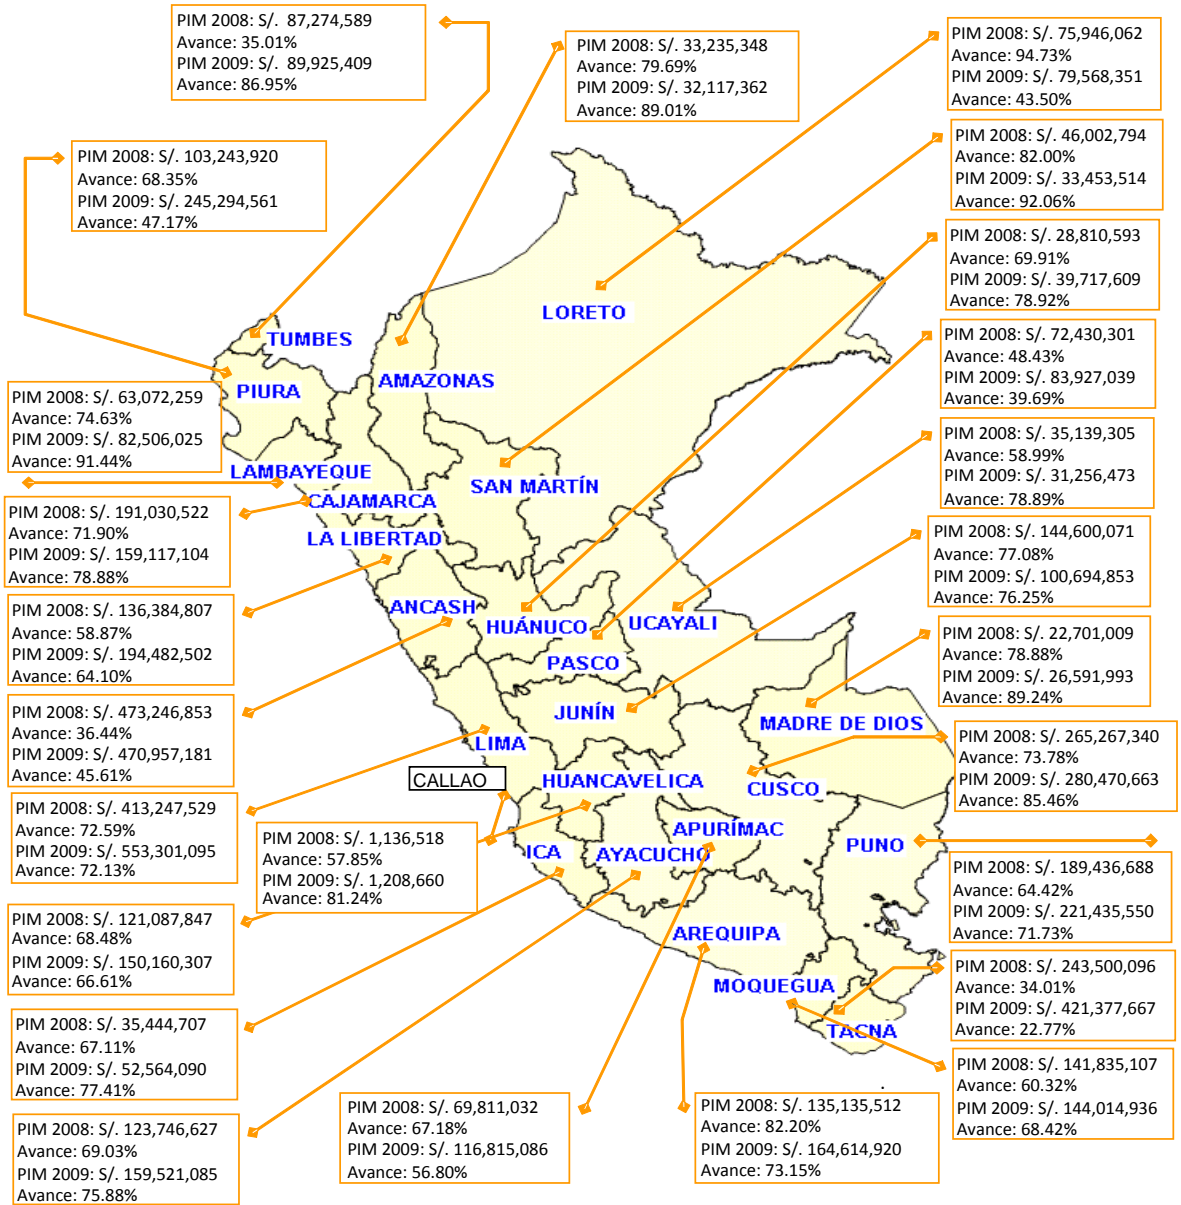 PIM 2008: S/. 87,274,589
Avance: 35.01%
PIM 2009: S/. 89,925,409
Avance: 86.95%
PIM 2008: S/. 33,235,348
Avance: 79.69%
PIM 2009: S/. 32,117,362
Avance: 89.01%
PIM 2008: S/. 75,946,062
Avance: 94.73%
PIM 2009: S/. 79,568,351
Avance: 43.50%
PIM 2008: S/. 103,243,920
Avance: 68.35%
PIM 2009: S/. 245,294,561
Avance: 47.17%
PIM 2008: S/. 46,002,794
Avance: 82.00%
PIM 2009: S/. 33,453,514
Avance: 92.06%
PIM 2008: S/. 28,810,593
Avance: 69.91%
PIM 2009: S/. 39,717,609
Avance: 78.92%
PIM 2008: S/. 72,430,301
Avance: 48.43%
PIM 2009: S/. 83,927,039
Avance: 39.69%
PIM 2008: S/. 63,072,259
Avance: 74.63%
PIM 2009: S/. 82,506,025
Avance: 91.44%
PIM 2008: S/. 35,139,305
Avance: 58.99%
PIM 2009: S/. 31,256,473
Avance: 78.89%
PIM 2008: S/. 191,030,522
Avance: 71.90%
PIM 2009: S/. 159,117,104
Avance: 78.88%
PIM 2008: S/. 144,600,071
Avance: 77.08%
PIM 2009: S/. 100,694,853
Avance: 76.25%
PIM 2008: S/. 136,384,807
Avance: 58.87%
PIM 2009: S/. 194,482,502
Avance: 64.10%
PIM 2008: S/. 22,701,009
Avance: 78.88%
PIM 2009: S/. 26,591,993
Avance: 89.24%
PIM 2008: S/. 473,246,853
Avance: 36.44%
PIM 2009: S/. 470,957,181
Avance: 45.61%
PIM 2008: S/. 265,267,340
Avance: 73.78%
PIM 2009: S/. 280,470,663
Avance: 85.46%
PIM 2008: S/. 413,247,529
Avance: 72.59%
PIM 2009: S/. 553,301,095
Avance: 72.13%
PIM 2008: S/. 1,136,518
Avance: 57.85%
PIM 2009: S/. 1,208,660
Avance: 81.24%
PIM 2008: S/. 189,436,688
Avance: 64.42%
PIM 2009: S/. 221,435,550
Avance: 71.73%
PIM 2008: S/. 121,087,847
Avance: 68.48%
PIM 2009: S/. 150,160,307
Avance: 66.61%
PIM 2008: S/. 243,500,096
Avance: 34.01%
PIM 2009: S/. 421,377,667
Avance: 22.77%
PIM 2008: S/. 35,444,707
Avance: 67.11%
PIM 2009: S/. 52,564,090
Avance: 77.41%
PIM 2008: S/. 141,835,107
Avance: 60.32%
PIM 2009: S/. 144,014,936
Avance: 68.42%
PIM 2008: S/. 123,746,627
Avance: 69.03%
PIM 2009: S/. 159,521,085
Avance: 75.88%
PIM 2008: S/. 69,811,032
Avance: 67.18%
PIM 2009: S/. 116,815,086
Avance: 56.80%
PIM 2008: S/. 135,135,512
Avance: 82.20%
PIM 2009: S/. 164,614,920
Avance: 73.15%
LORETO
TUMBES
PIURA
AMAZONAS
LAMBAYEQUE
CAJAMARCA
SAN MARTÍN
LA LIBERTAD
ANCASH
HUÁNUCO
UCAYALI
PASCO
JUNÍN
MADRE DE DIOS
LIMA
CALLAO
HUANCAVELICA
CUSCO
APURÍMAC
ICA
AYACUCHO
PUNO
AREQUIPA
MOQUEGUA
TACNA